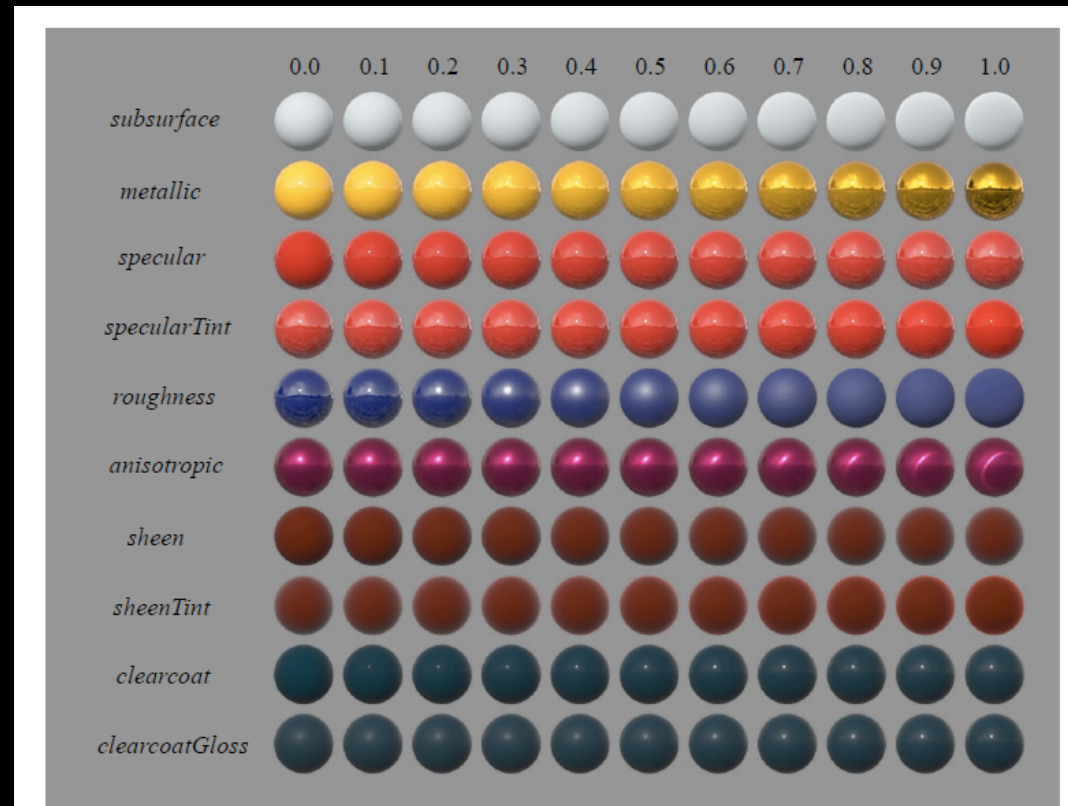 0.0 0.1 0.2 0.3 0.4 0.5 0.6 0.7 0.8 0.9 1.0
subsurface
metallic
specular
specularTint
roughness
anisotropic
sheen
sheenTint
clearcoat
clearcoatGloss